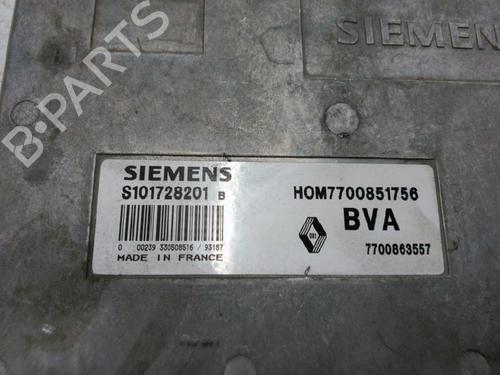 SIEMENS
B-PARTS
SIEMENS
S101728201 B
HOM7700851756
BVA
7700863557
0 00239 330508516 / 93187
MADE IN FRANCE